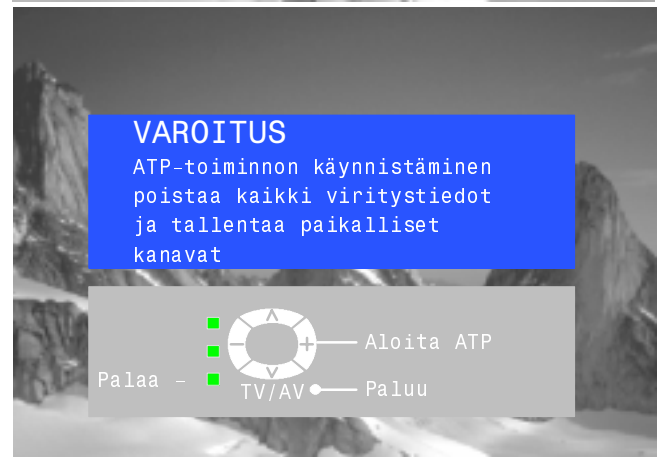 VAROITUS
ATP-toiminnon käynnistäminen
poistaa kaikki viritystiedot
ja tallentaa paikalliset
kanavat
Aloita ATP
Palaa -
TV/AV Paluu